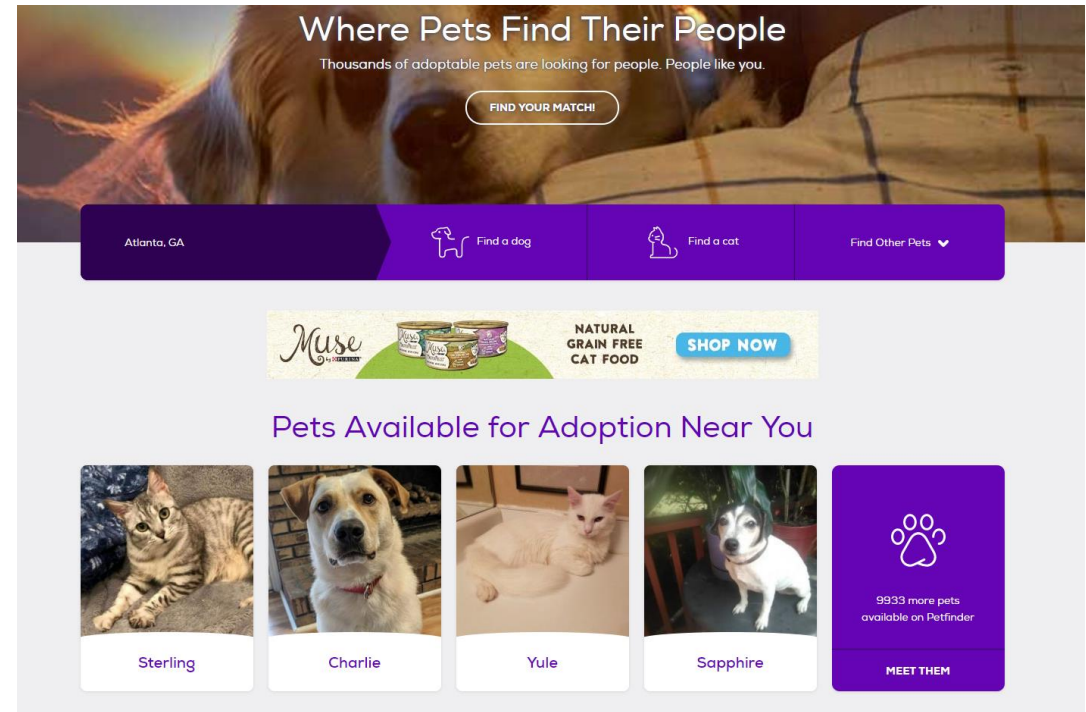 Where Pets Find Their People
Thousands of adoptable pets are looking for people. People like you.
FIND YOUR MATCH!
Atlanta, GA
Find a dog
Find a cat
Find Other Pets
Muse
by PURINA
NATURAL
GRAIN FREE
CAT FOOD
SHOP NOW
Pets Available for Adoption Near You
Sterling
Charlie
Yule
Sapphire
9933 more pets
available on Petfinder
MEET THEM